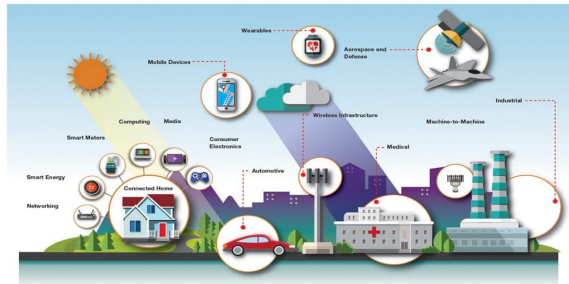 Wearables
Aerospace and
Defense
Mobile Devices
Industrial
Computing
Media
Wireless Infrastructure
Machine-to-Machine
Smart Meters
Consumer
Electronics
Medical
Automotive
Smart Energy
Connected Home
Networking